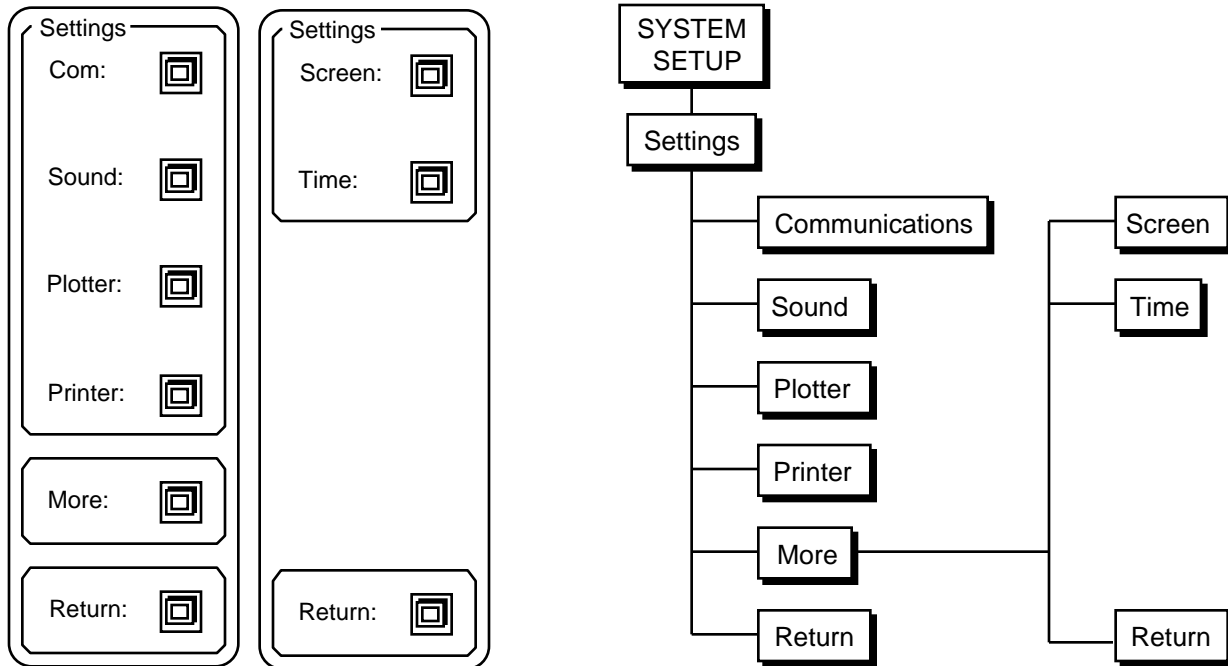 Settings
Com:
Sound:
Plotter:
Printer:
More:
Return:
Settings
Screen:
Time:
Return:
SYSTEM
SETUP
Settings
Communications
Sound
Plotter
Printer
More
Return
Screen
Time
Return